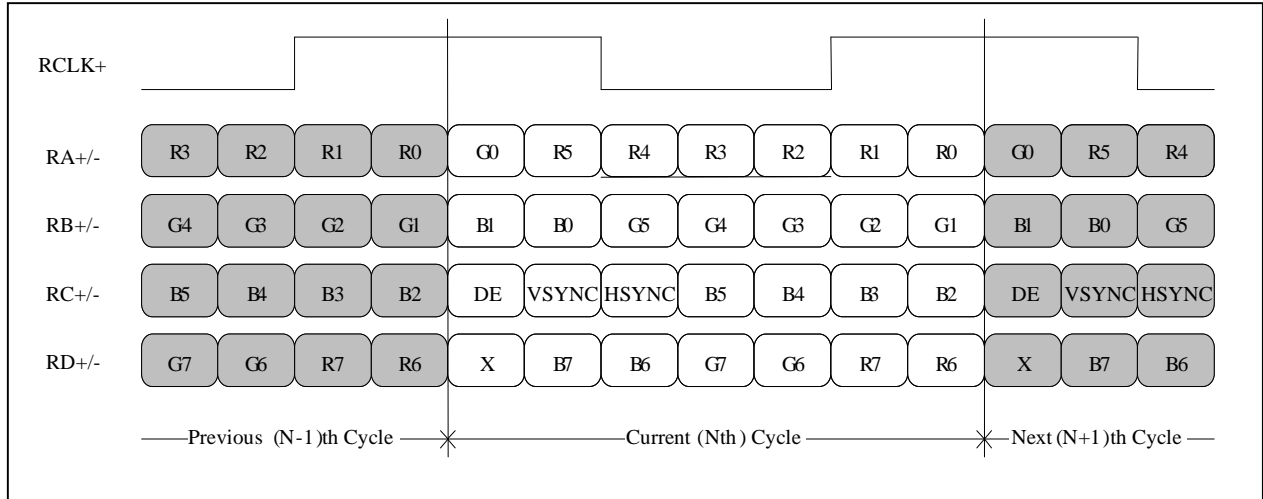 RCLK+
RA+/- R3 R2 R1 R0 G0 R5 R4 R3 R2 R1 R0 G0 R5 R4
RB+/- G4 G3 G2 G1 B1 B0 G5 G4 G3 G2 G1 B1 B0 G5
RC+/- B5 B4 B3 B2 DE VSYNC HSYNC B5 B4 B3 B2 DE VSYNC HSYNC
RD+/- G7 G6 R7 R6 X B7 B6 G7 G6 R7 R6 X B7 B6
Previous (N-1)th Cycle Current (Nth) Cycle Next (N+1)th Cycle